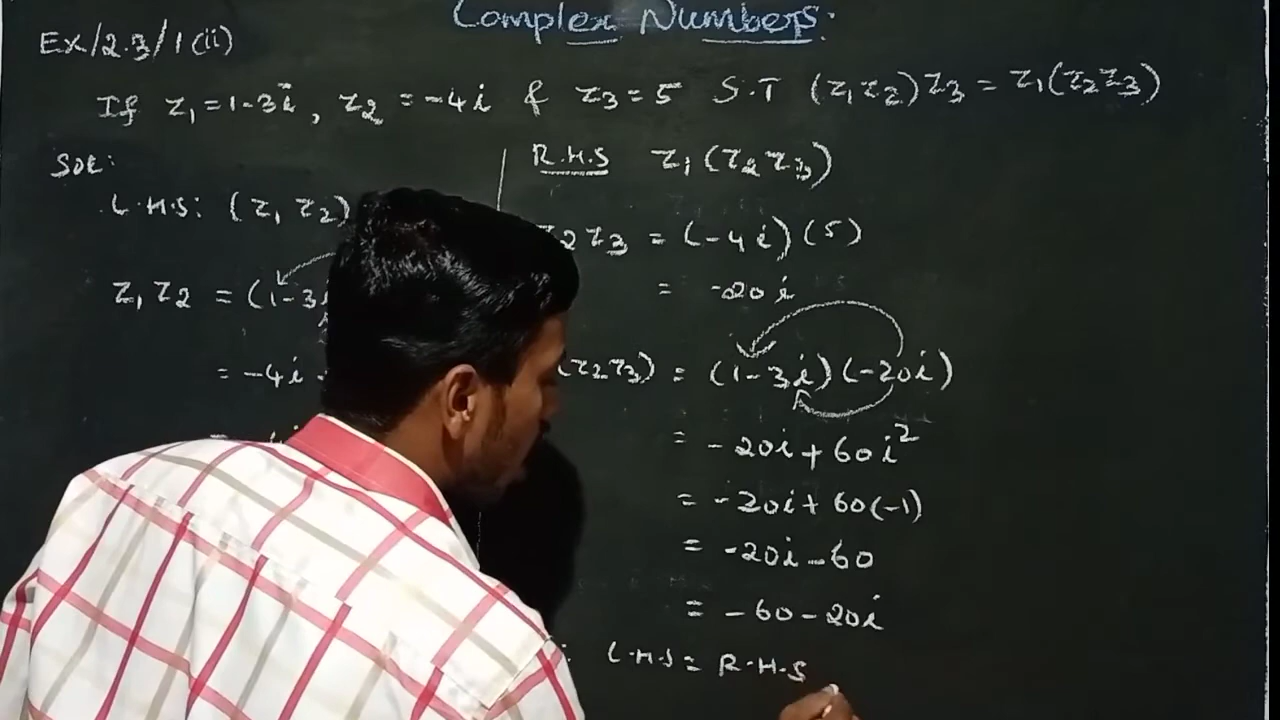 Complex Numbers:
Ex/2.3/1(ii)
If z₁ = 1-3i, z₂ = -4i & z₃ = 5 S.T (z₁z₂)z₃ = z₁(z₂z₃)
Sol:
L.H.S: (z₁ z₂)
z₁ z₂ = (1-3i
= -4i
R.H.S z₁(z₂z₃)
z₂z₃ = (-4i)(5)
= -20i
(z₂z₃) = (1-3i)(-20i)
= -20i + 60i²
= -20i + 60(-1)
= -20i - 60
= -60 - 20i
L.H.S = R.H.S